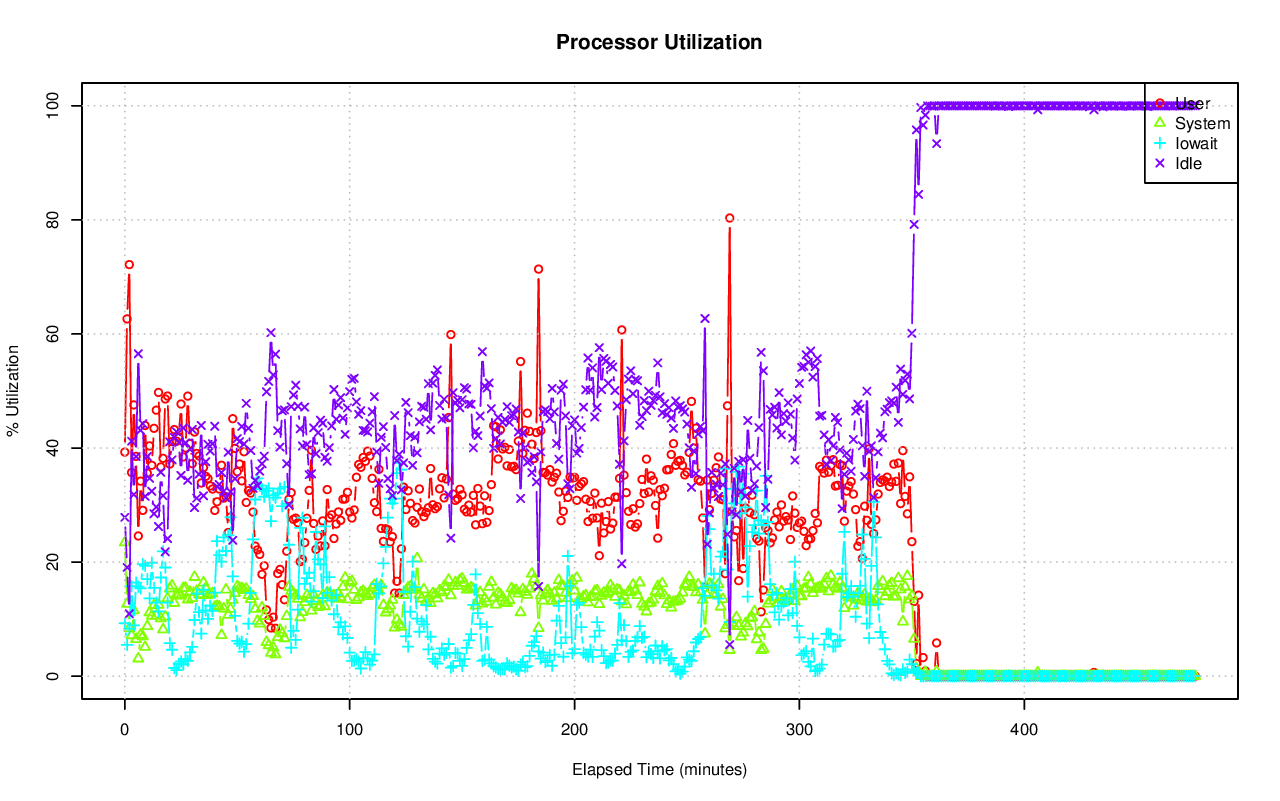 Processor Utilization
% Utilization
100
80
60
40
20
0
User
System
Iowait
Idle
0 100 200 300 400
Elapsed Time (minutes)